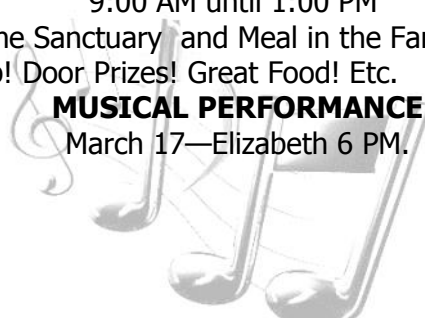 9:00 AM until 1:00 PM
Sanctuary and Meal in the
! Door Prizes! Great Food! Etc.
MUSICAL PERFORMANCE
March 17—Elizabeth 6 PM.